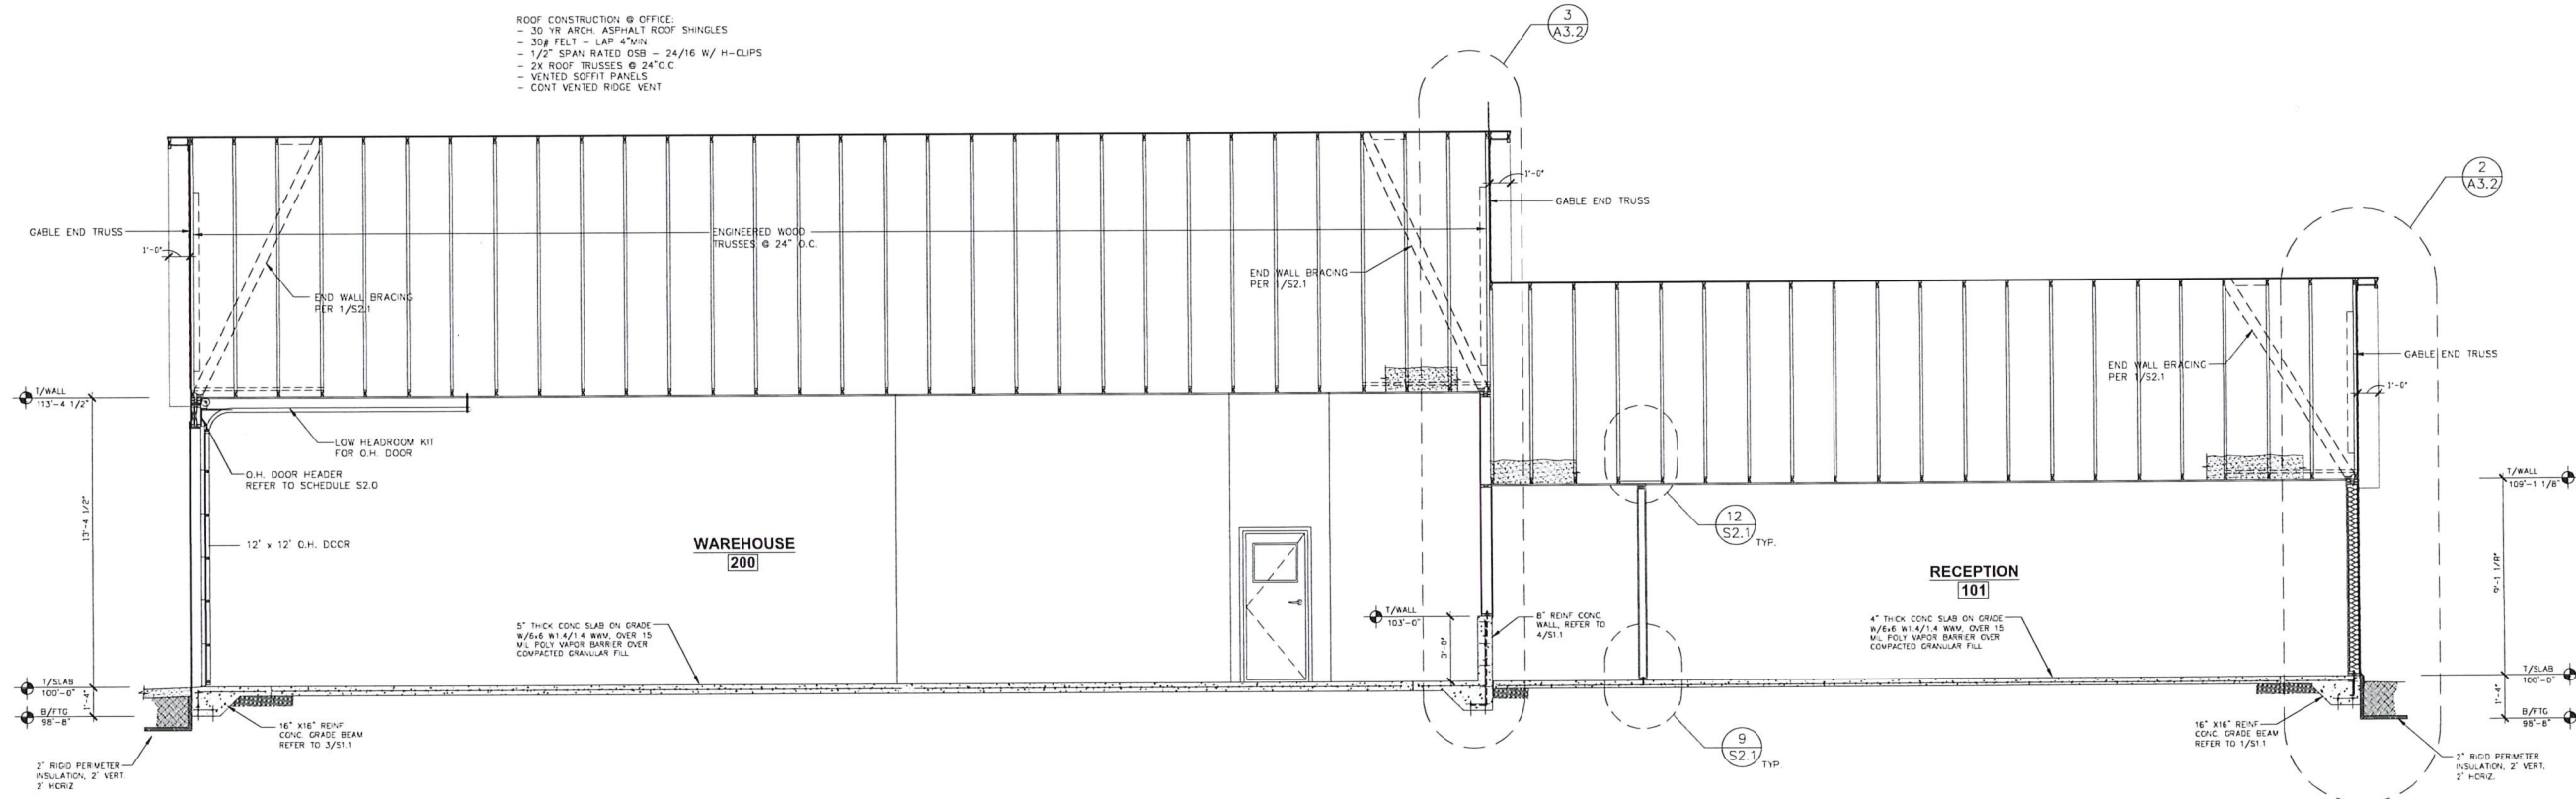 ROOF CONSTRUCTION @ OFFICE:
- 30 YR ARCH. ASPHALT ROOF SHINGLES
- 30# FELT - LAP 4"MIN
- 1/2" SPAN RATED OSB - 24/16 W/ H-CLIPS
- 2X ROOF TRUSSES @ 24"O.C
- VENTED SOFFIT PANELS
- CONT VENTED RIDGE VENT
3
A3.2
2
A3.2
GABLE END TRUSS
1'-0"
ENGINEERED WOOD
TRUSSES @ 24" O.C.
END WALL BRACING
PER 1/S2.1
END WALL BRACING
PER 1/S2.1
1'-0"
GABLE END TRUSS
END WALL BRACING
PER 1/S2.1
GABLE END TRUSS
1'-0"
T/WALL
113'-4 1/2"
13'-4 1/2"
LOW HEADROOM KIT
FOR O.H. DOOR
O.H. DOOR HEADER
REFER TO SCHEDULE S2.0
12' x 12' O.H. DOOR
WAREHOUSE
200
5" THICK CONC SLAB ON GRADE
W/6x6 W1.4/1.4 WWM, OVER 15
MIL POLY VAPOR BARRIER OVER
COMPACTED GRANULAR FILL
T/WALL
103'-0"
3'-0"
8" REINF CONC.
WALL, REFER TO
4/S1.1
12
S2.1
TYP.
9
S2.1
TYP.
RECEPTION
101
4" THICK CONC SLAB ON GRADE
W/6x6 W1.4/1.4 WWM, OVER 15
MIL POLY VAPOR BARRIER OVER
COMPACTED GRANULAR FILL
T/WALL
109'-1 1/8"
9'-1 1/8"
T/SLAB
100'-0"
1'-4"
B/FTG
98'-8"
16" X16" REINF
CONC. GRADE BEAM
REFER TO 3/S1.1
2" RIGID PERIMETER
INSULATION, 2' VERT.
2' HORIZ
T/SLAB
100'-0"
1'-4"
B/FTG
98'-8"
16" X16" REINF
CONC. GRADE BEAM
REFER TO 1/S1.1
2" RIGID PERIMETER
INSULATION, 2' VERT,
2' HORIZ.